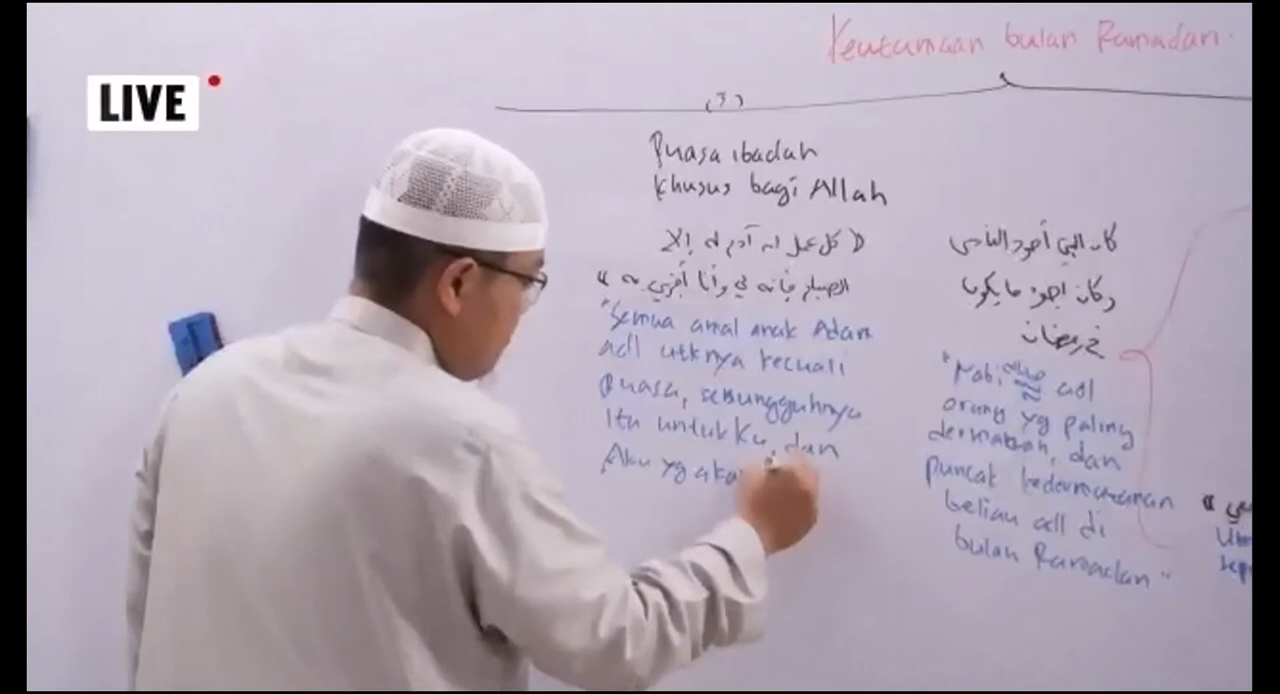 LIVE
Keutamaan bulan Ramadan
(3)
Puasa ibadah
khusus bagi Allah
كل عمل ابن آدم له إلا
الصيام فإنه لي وأنا أجزي به
"Semua amal anak Adam
adl utknya kecuali
puasa, sesungguhnya
Itu untukKu, dan
Aku yg aka
كان النبي أجود الناس
وكان أجود ما يكون
في رمضان
"Nabi ﷺ adl
orang yg paling
dermawan, dan
puncak kedermawanan
beliau adl di
bulan Ramadan"